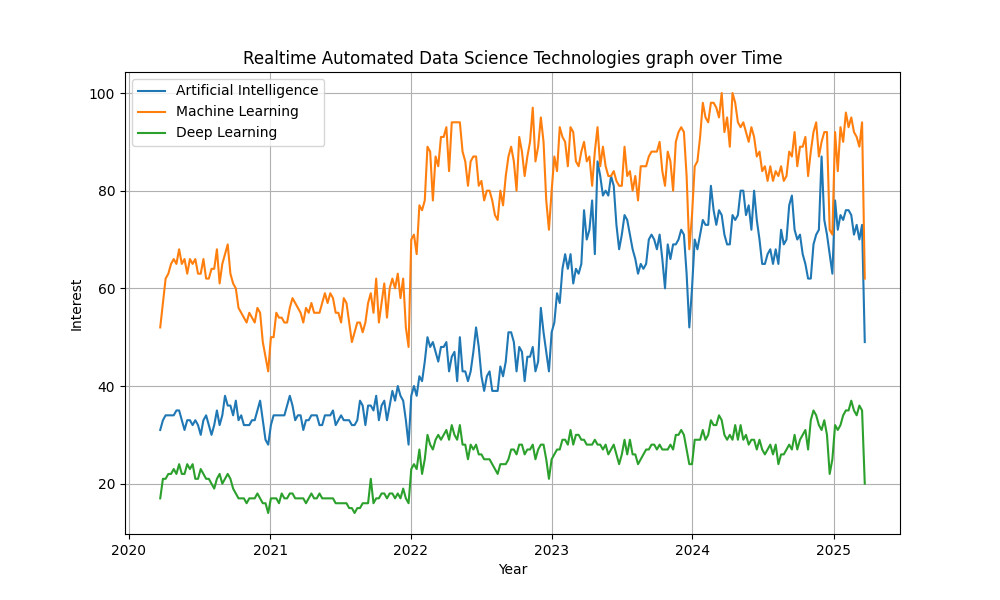 Realtime Automated Data Science Technologies graph over Time
Artificial Intelligence
Machine Learning
Deep Learning
100
80
60
40
20
Interest
2020 2021 2022 2023 2024 2025
Year